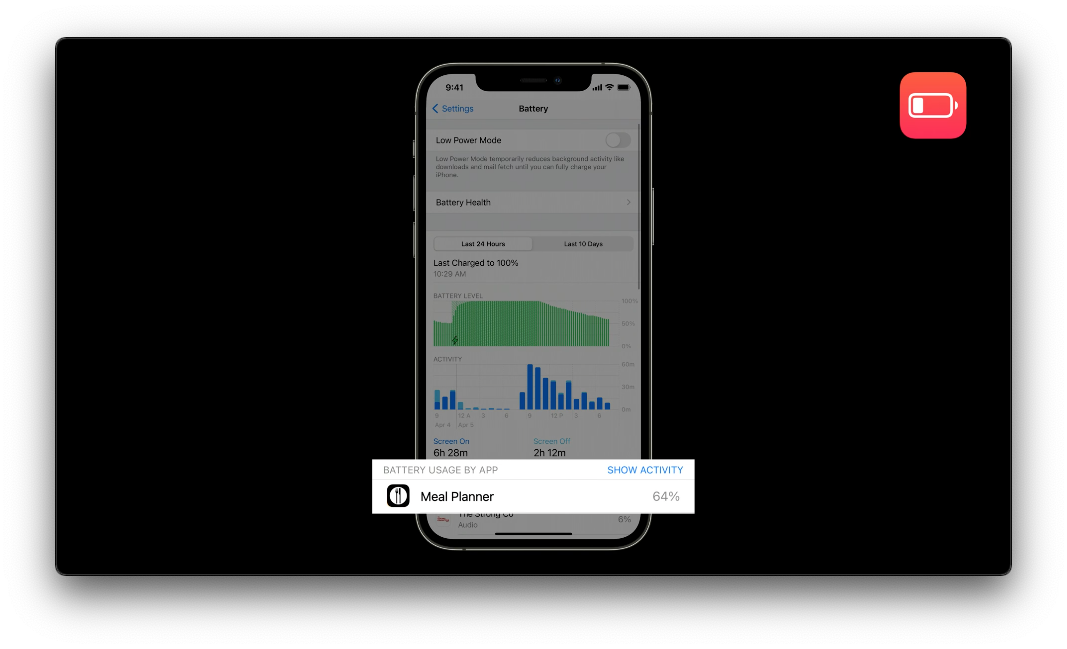 9:41
Settings
Battery
Low Power Mode
Low Power Mode temporarily reduces background activity like
downloads and mail fetch until you can fully charge your
iPhone.
Battery Health
Last 24 Hours
Last 10 Days
Last Charged to 100%
10:29 AM
BATTERY LEVEL
100%
50%
0%
ACTIVITY
60m
30m
0m
9 12 A 3 6 9 12 P 3 6
Apr 4 Apr 5
Screen On
Screen Off
6h 28m
2h 12m
BATTERY USAGE BY APP
SHOW ACTIVITY
Meal Planner
64%
The Strong Co
6%
Audio